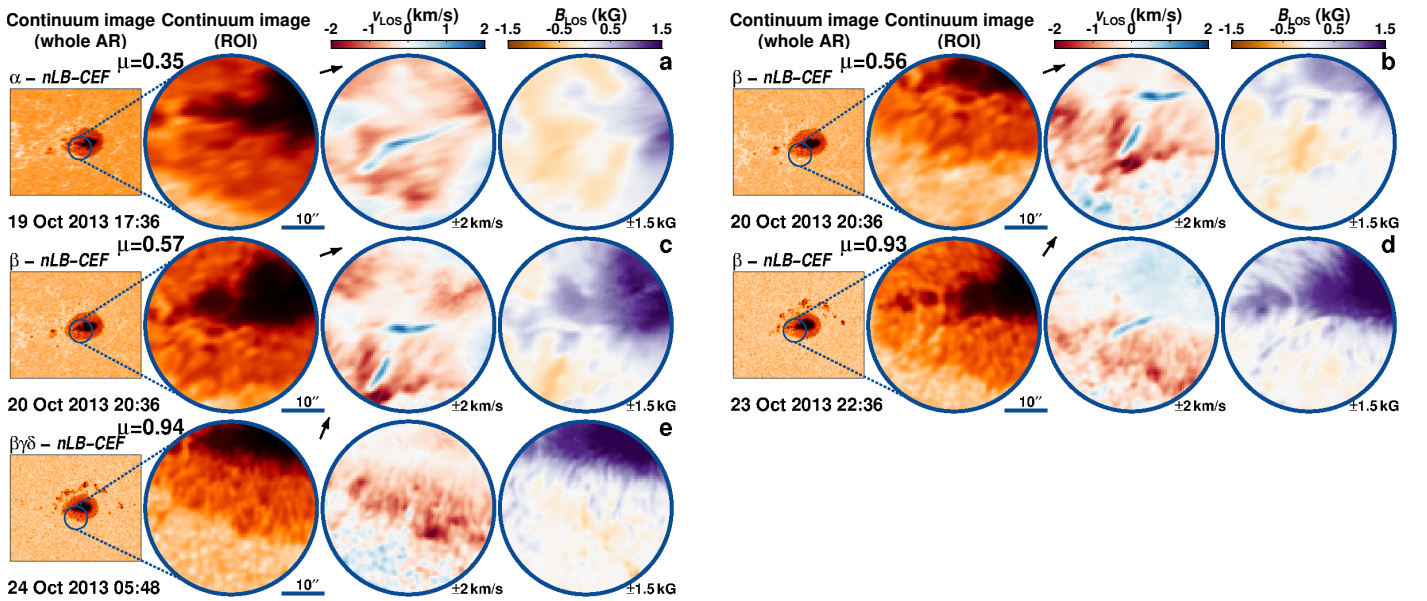 Continuum image Continuum image v_LOS (km/s) B_LOS (kG)
(whole AR) (ROI) -2 -1 0 1 2 -1.5 -0.5 0.5 1.5
α – nLB–CEF μ=0.35 a
19 Oct 2013 17:36 10″ ±2 km/s ±1.5 kG
Continuum image Continuum image v_LOS (km/s) B_LOS (kG)
(whole AR) (ROI) -2 -1 0 1 2 -1.5 -0.5 0.5 1.5
β – nLB–CEF μ=0.56 b
20 Oct 2013 20:36 10″ ±2 km/s ±1.5 kG
β – nLB–CEF μ=0.57 c
20 Oct 2013 20:36 10″ ±2 km/s ±1.5 kG
β – nLB–CEF μ=0.93 d
23 Oct 2013 22:36 10″ ±2 km/s ±1.5 kG
βγδ – nLB–CEF μ=0.94 e
24 Oct 2013 05:48 10″ ±2 km/s ±1.5 kG